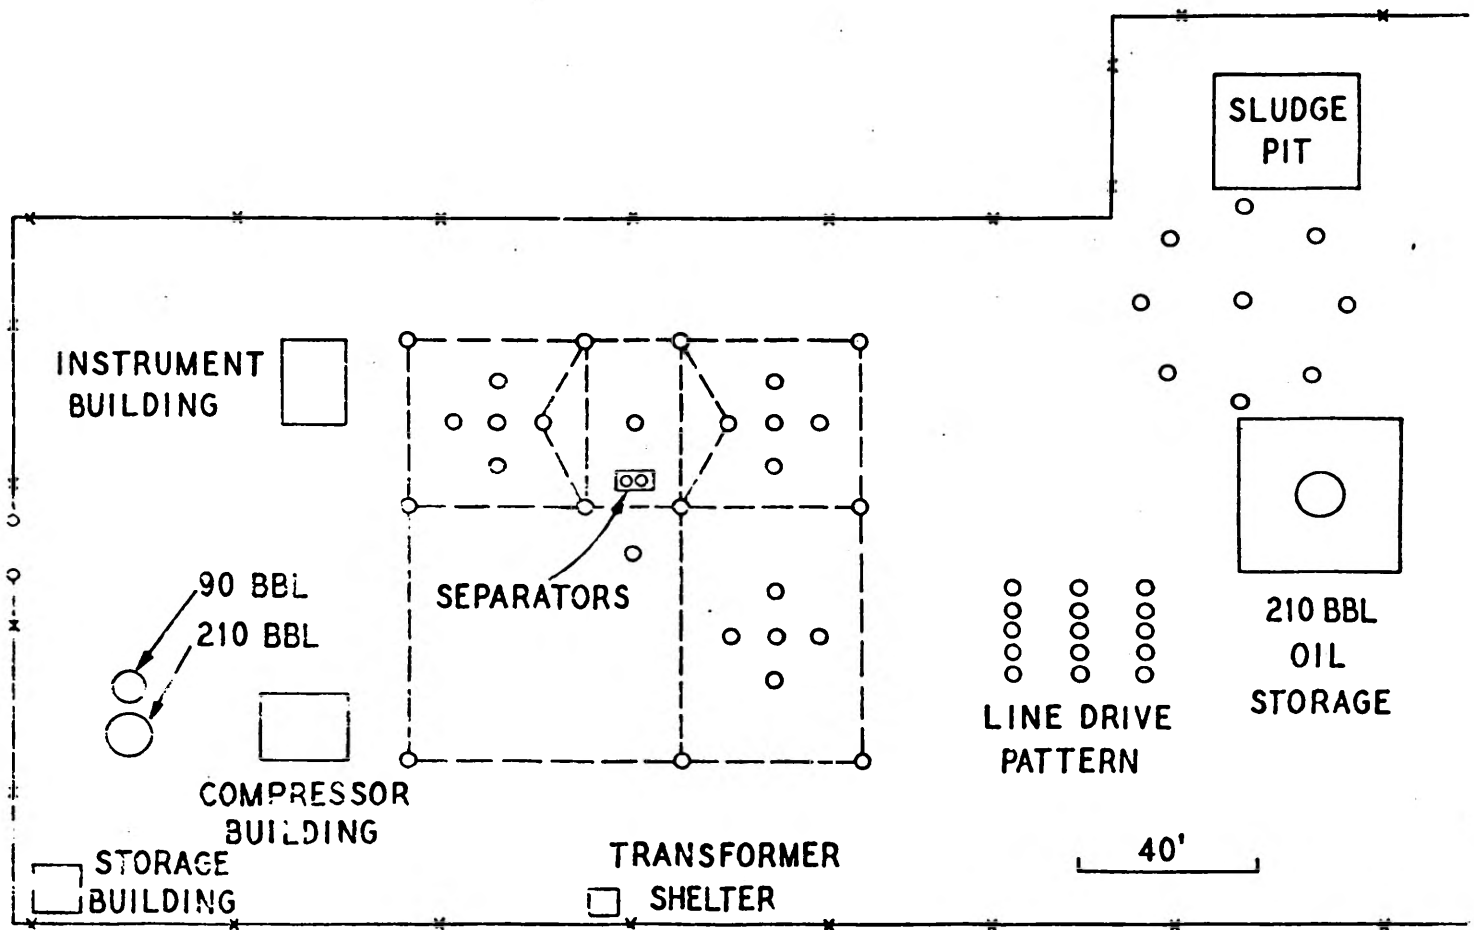 SLUDGE
PIT
INSTRUMENT
BUILDING
SEPARATORS
90 BBL
210 BBL
210 BBL
OIL
STORAGE
LINE DRIVE
PATTERN
COMPRESSOR
BUILDING
STORAGE
BUILDING
TRANSFORMER
SHELTER
40'